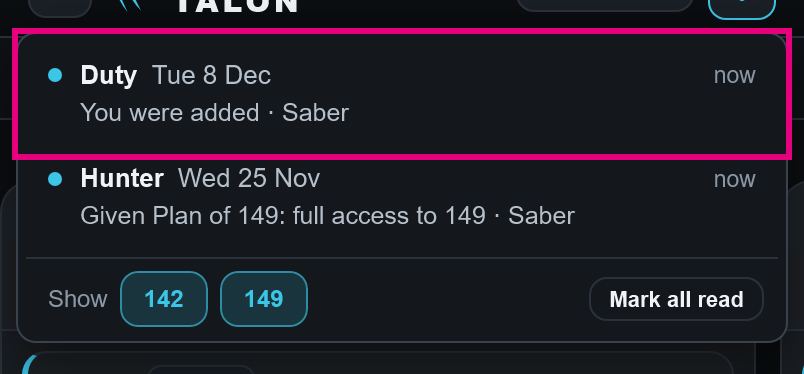 TALON
Duty Tue 8 Dec now
You were added · Saber
Hunter Wed 25 Nov now
Given Plan of 149: full access to 149 · Saber
Show 142 149 Mark all read